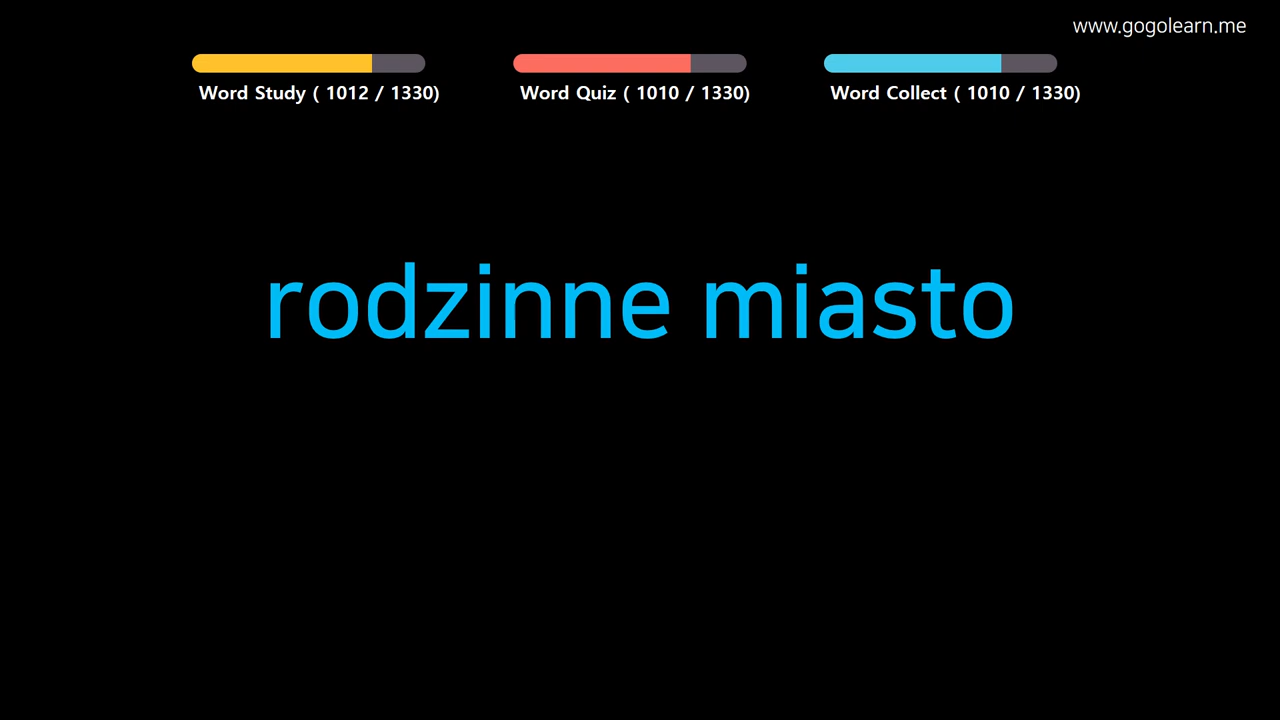 www.gogolearn.me
Word Study ( 1012 / 1330)
Word Quiz ( 1010 / 1330)
Word Collect ( 1010 / 1330)
rodzinne miasto